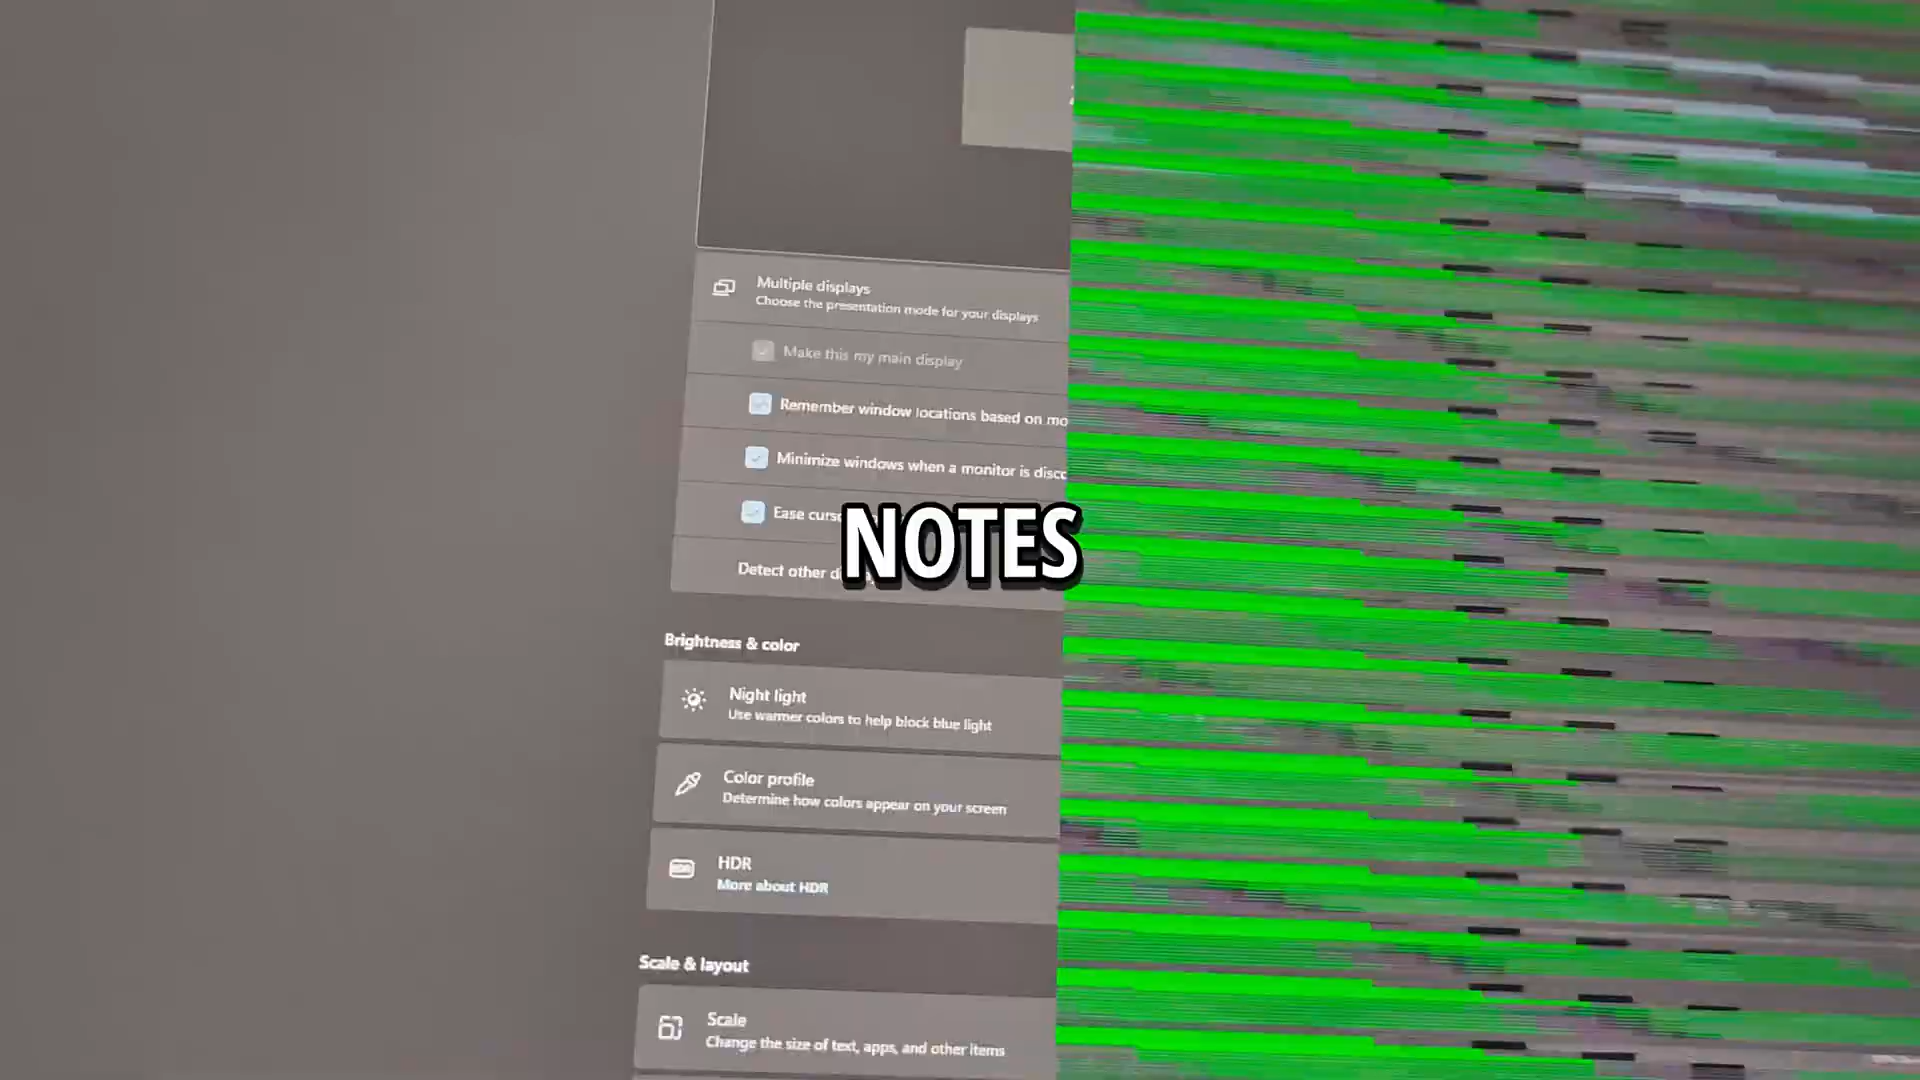 Multiple displays
Choose the presentation mode for your displays
Make this my main display
Remember window locations based on mo
Minimize windows when a monitor is disc
Ease curs
NOTES
Detect other d
Brightness & color
Night light
Use warmer colors to help block blue light
Color profile
Determine how colors appear on your screen
HDR
More about HDR
Scale & layout
Scale
Change the size of text, apps, and other items